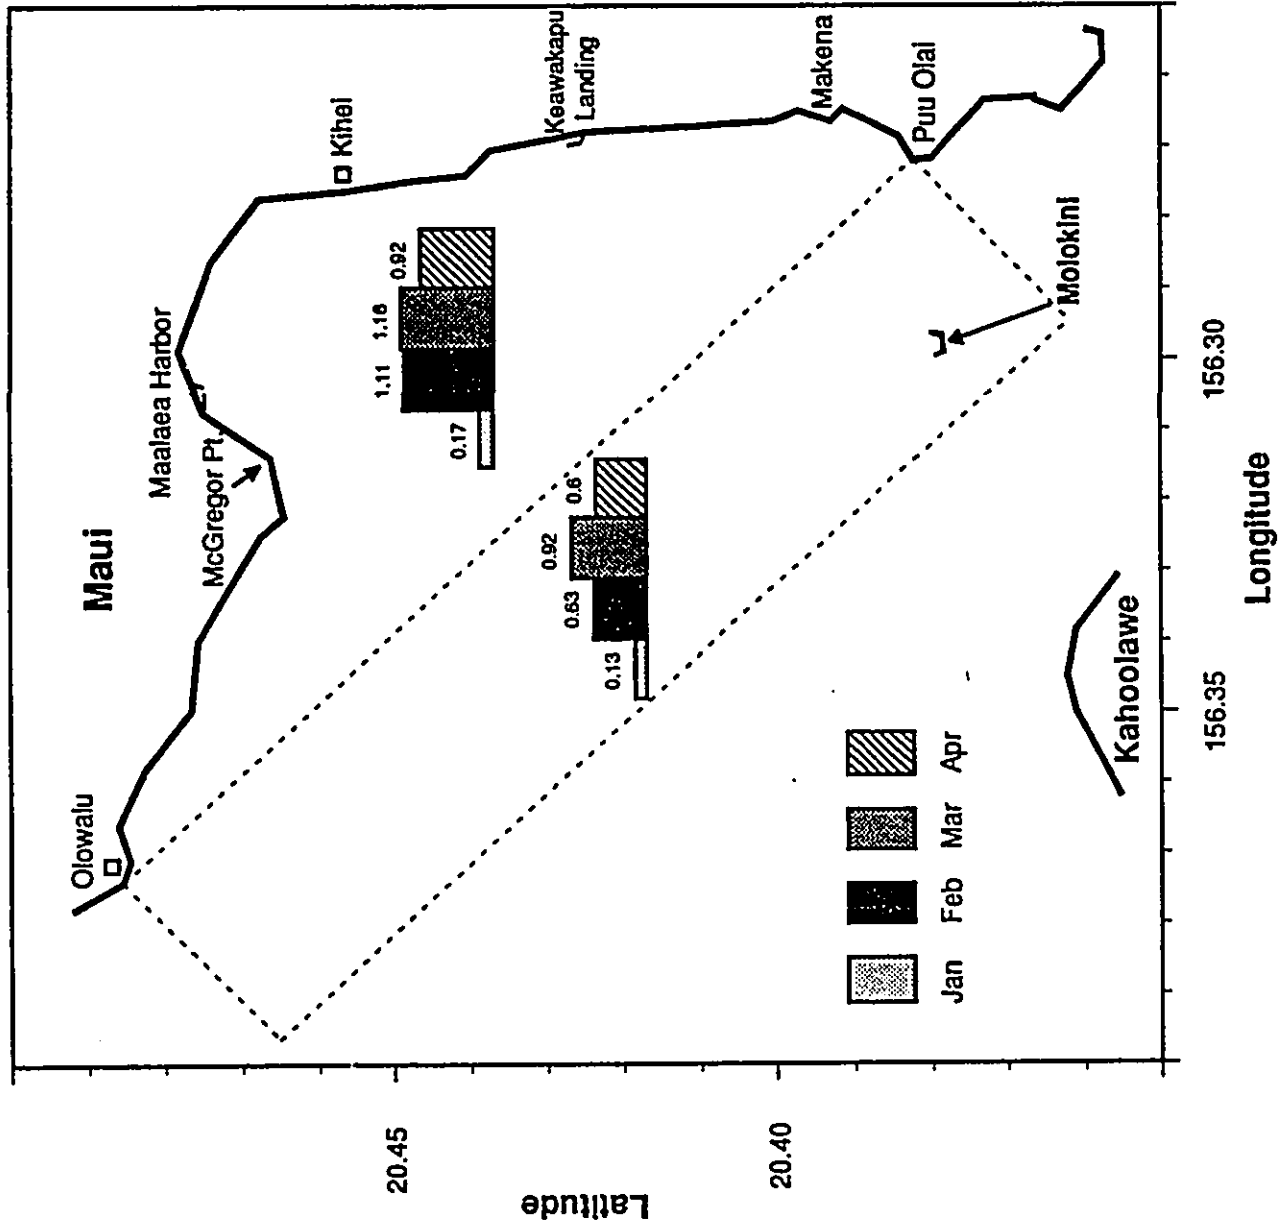 Maui
Olowalu
McGregor Pt.
Maalaea Harbor
Kihei
Keawakapu
Landing
Makena
Puu Olai
Molokini
Kahoolawe
0.17
1.11
1.16
0.92
0.13
0.63
0.92
0.6
Jan
Feb
Mar
Apr
Latitude
20.45
20.40
156.35
156.30
Longitude